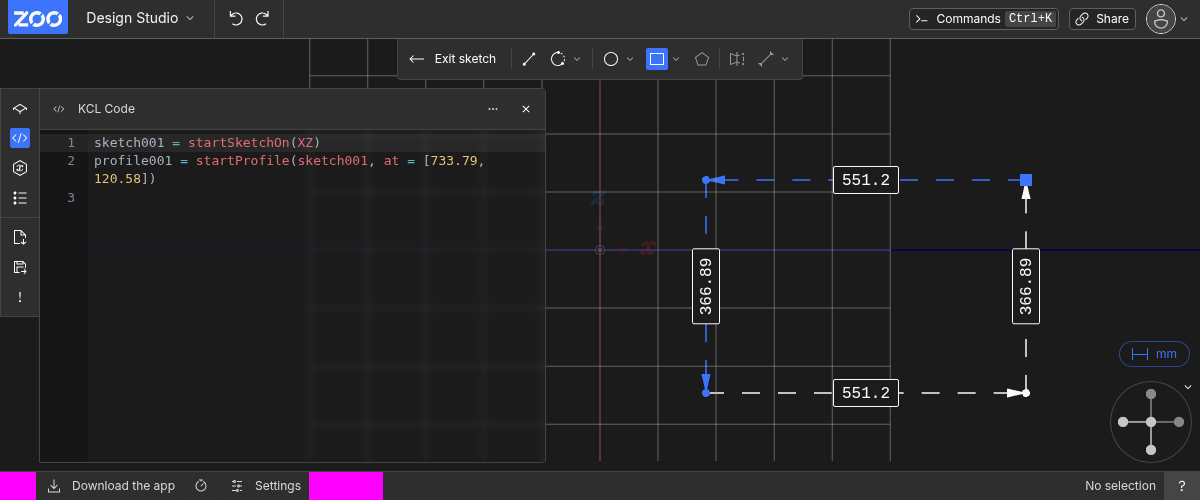 ZOO
Design Studio
Commands Ctrl+K
Share
Exit sketch
KCL Code
1 sketch001 = startSketchOn(XZ)
2 profile001 = startProfile(sketch001, at = [733.79,
120.58])
3
z
x
551.2
366.89
366.89
551.2
mm
!
Download the app
Settings
No selection
?